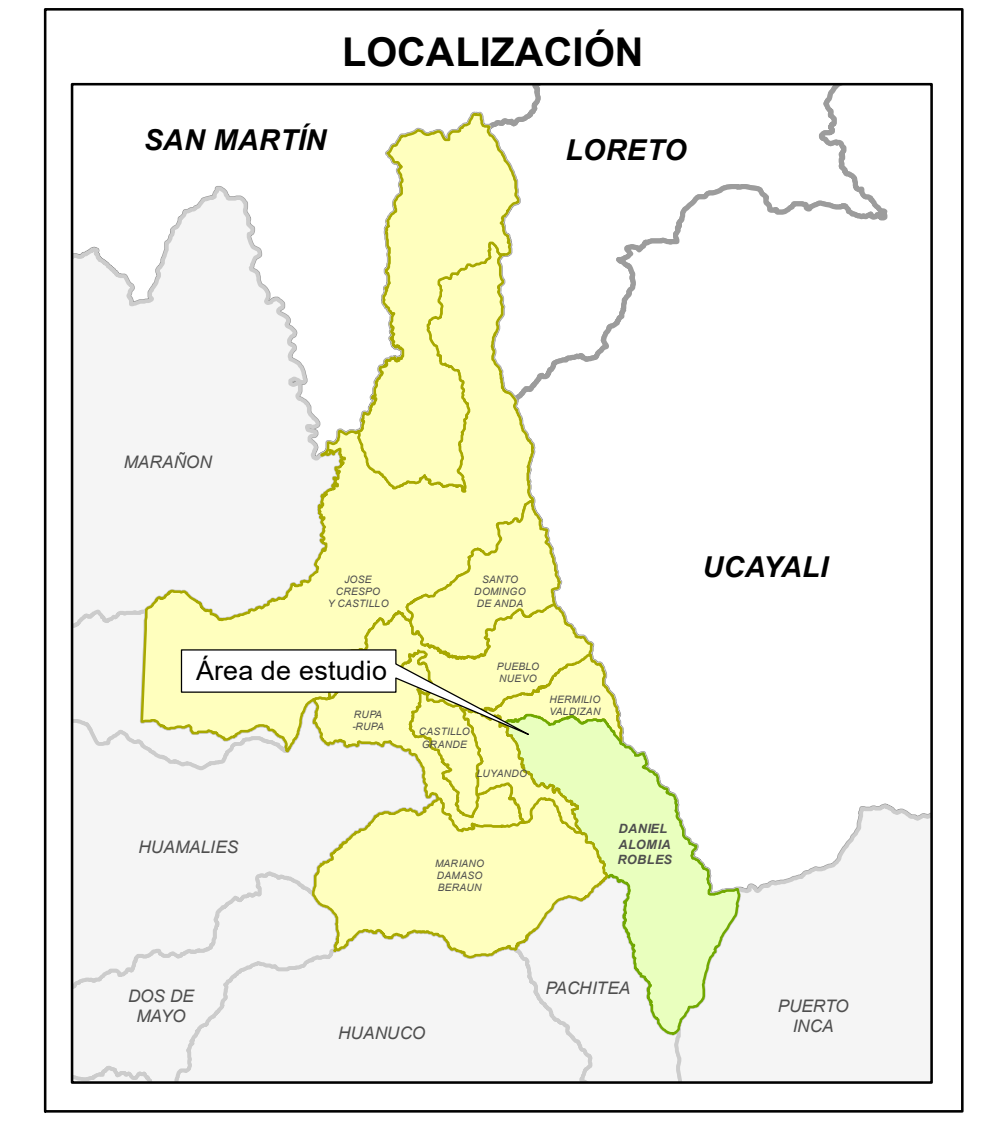 LOCALIZACIÓN
SAN MARTÍN
LORETO
MARAÑON
UCAYALI
JOSE
CRESPO
Y CASTILLO
SANTO
DOMINGO
DE ANDA
Área de estudio
PUEBLO
NUEVO
HERMILIO
VALDIZAN
RUPA
-RUPA
CASTILLO
GRANDE
LUYANDO
DANIEL
ALOMIA
ROBLES
HUAMALIES
MARIANO
DAMASO
BERAUN
DOS DE
MAYO
PACHITEA
PUERTO
INCA
HUANUCO